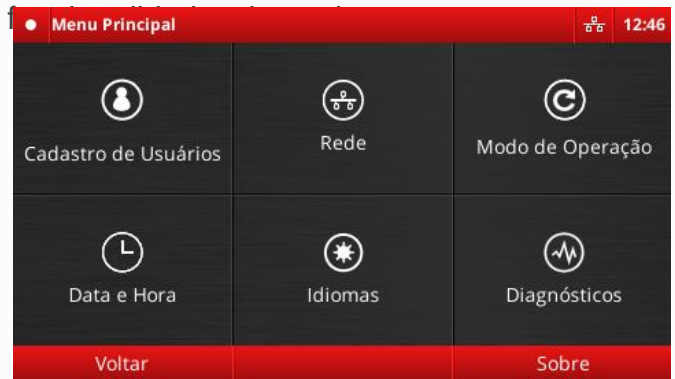 Menu Principal 12:46
Cadastro de Usuários Rede Modo de Operação
Data e Hora Idiomas Diagnósticos
Voltar Sobre